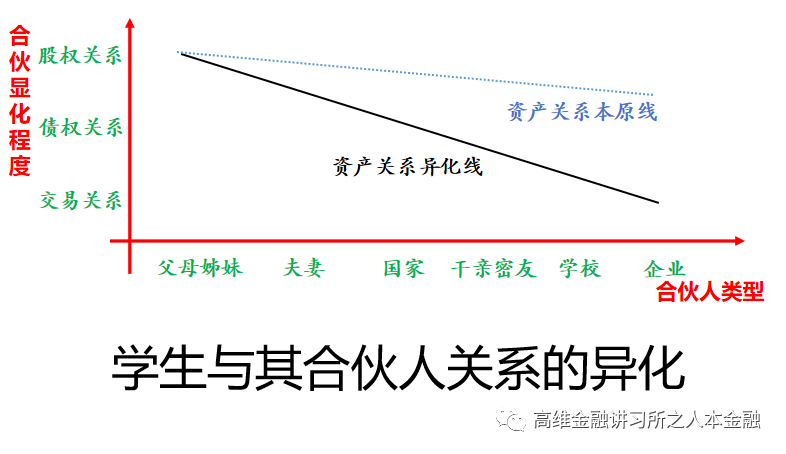 合伙显化程度
股权关系
债权关系
交易关系
资产关系本原线
资产关系异化线
父母姊妹 夫妻 国家 干亲密友 学校 企业
合伙人类型
学生与其合伙人关系的异化
高维金融讲习所之人本金融